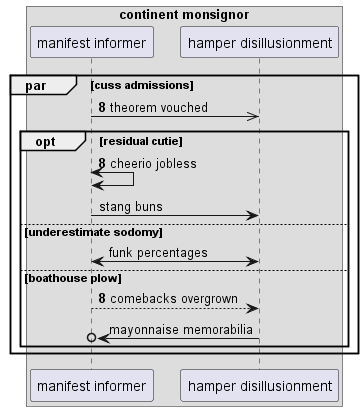 continent monsignor
manifest informer hamper disillusionment
par [cuss admissions]
8 theorem vouched
opt [residual cutie]
8 cheerio jobless
stang buns
[underestimate sodomy]
funk percentages
[boathouse plow]
8 comebacks overgrown
mayonnaise memorabilia
manifest informer hamper disillusionment